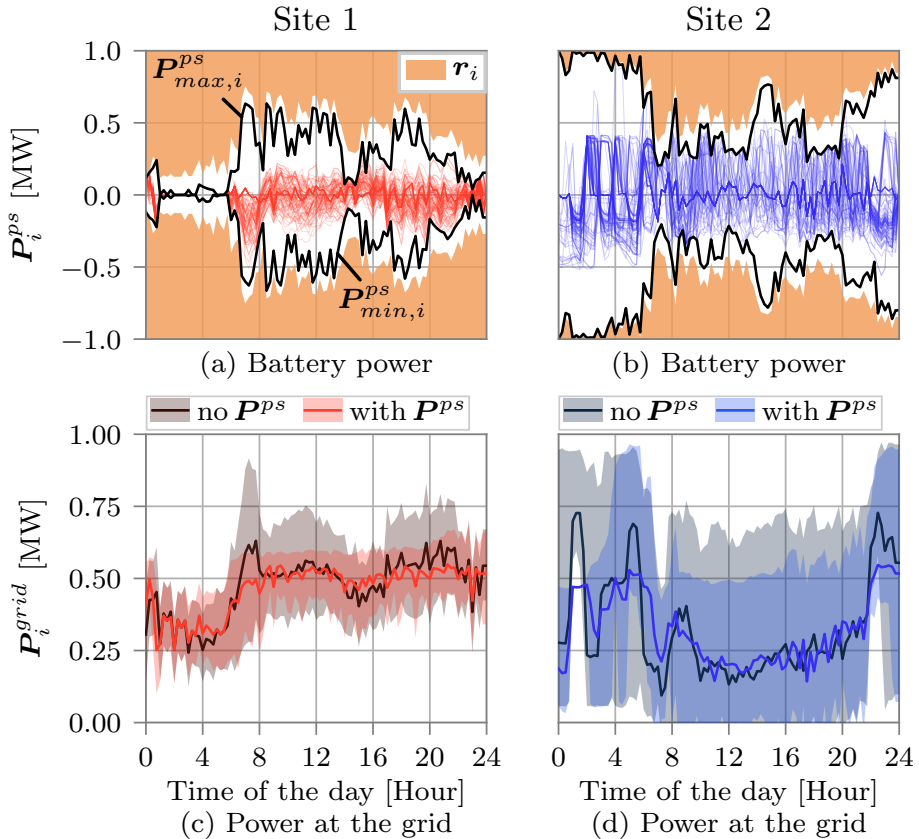 Site 1
Site 2
1.0
0.5
0.0
−0.5
−1.0
P^{ps}_i [MW]
P^{ps}_{max,i}
r_i
P^{ps}_{min,i}
(a) Battery power
(b) Battery power
no P^{ps} with P^{ps}
no P^{ps} with P^{ps}
1.00
0.75
0.50
0.25
0.00
P^{grid}_i [MW]
0 4 8 12 16 20 24
0 4 8 12 16 20 24
Time of the day [Hour]
Time of the day [Hour]
(c) Power at the grid
(d) Power at the grid